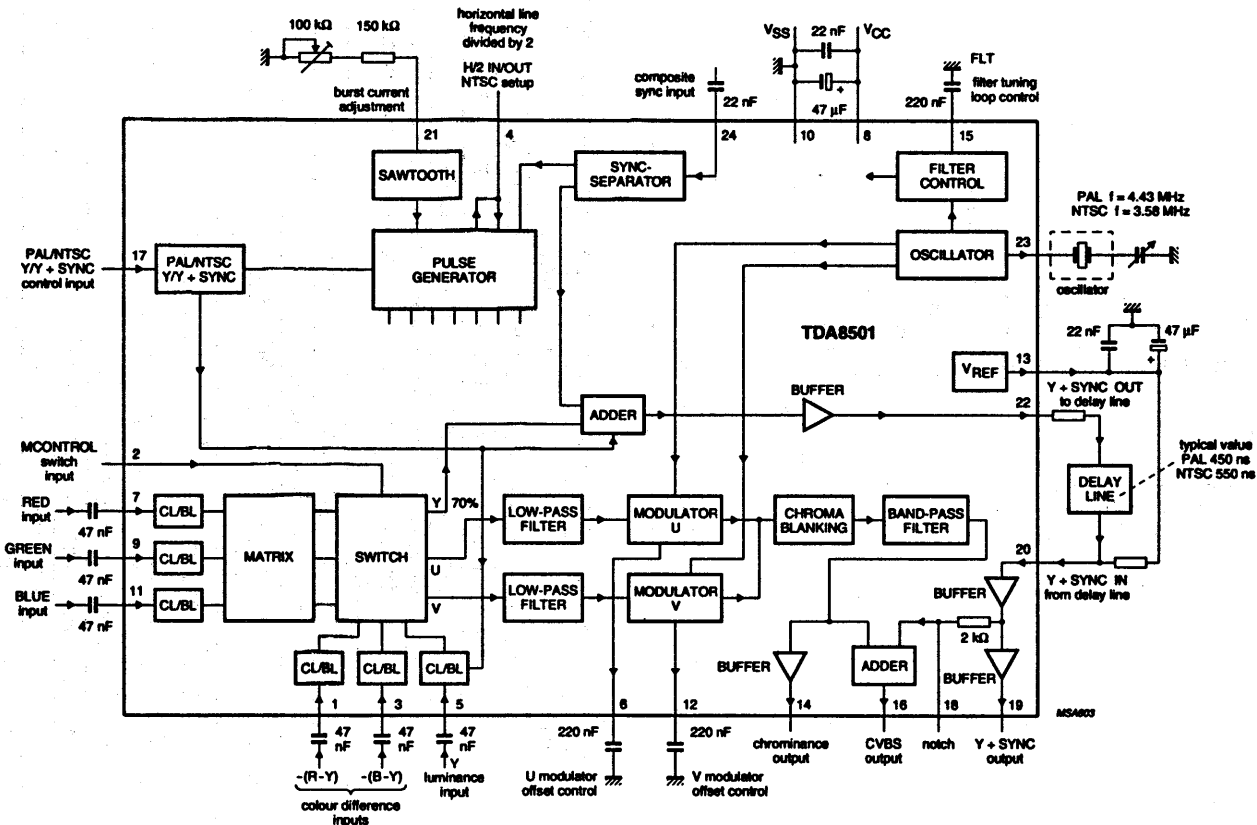 100 kΩ
150 kΩ
burst current
adjustment
horizontal line
frequency
divided by 2
H/2 IN/OUT
NTSC setup
composite
sync input
22 nF
VSS
22 nF
VCC
47 µF
+
FLT
filter tuning
loop control
220 nF
21
4
24
10
8
15
SAWTOOTH
SYNC-
SEPARATOR
FILTER
CONTROL
PAL f = 4.43 MHz
NTSC f = 3.58 MHz
PAL/NTSC
Y/Y + SYNC
control input
17
PAL/NTSC
Y/Y + SYNC
PULSE
GENERATOR
OSCILLATOR
23
oscillator
TDA8501
22 nF
47 µF
+
VREF
13
Y + SYNC OUT
to delay line
BUFFER
22
ADDER
MCONTROL
switch
input
2
typical value
PAL 450 ns
NTSC 550 ns
DELAY
LINE
RED
input
7
47 nF
CL/BL
GREEN
input
9
47 nF
CL/BL
BLUE
input
11
47 nF
CL/BL
MATRIX
SWITCH
Y 70%
U
V
LOW-PASS
FILTER
MODULATOR
U
CHROMA
BLANKING
BAND-PASS
FILTER
LOW-PASS
FILTER
MODULATOR
V
20
Y + SYNC IN
from delay line
BUFFER
2 kΩ
CL/BL
CL/BL
CL/BL
BUFFER
ADDER
BUFFER
1
3
5
6
12
14
16
18
19
MSA603
47
nF
47
nF
47
nF
220 nF
220 nF
chrominance
output
CVBS
output
notch
Y + SYNC
output
-(R-Y)
-(B-Y)
Y
luminance
input
colour difference
inputs
U modulator
offset control
V modulator
offset control